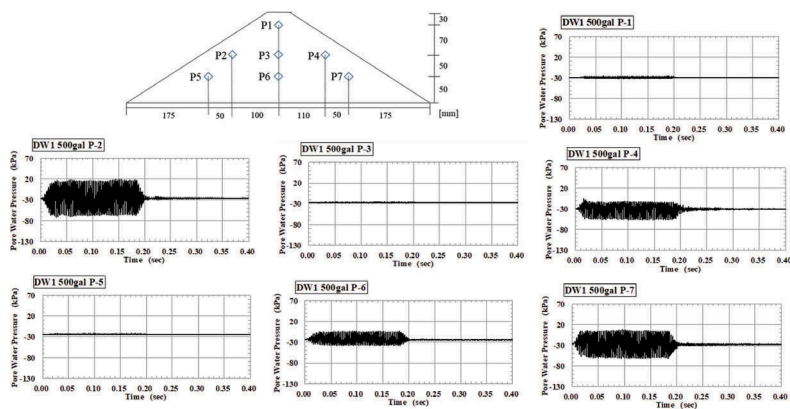 P1
P2
P3
P4
P5
P6
P7
30
70
50
50
175
50
100
110
50
175
[mm]
DW1 500gal P-1
Pore Water Pressure (kPa)
70
20
-30
-80
-130
0.00 0.05 0.10 0.15 0.20 0.25 0.30 0.35 0.40
Time (sec)
DW1 500gal P-2
Pore Water Pressure (kPa)
70
20
-30
-80
-130
0.00 0.05 0.10 0.15 0.20 0.25 0.30 0.35 0.40
Time (sec)
DW1 500gal P-3
Pore Water Pressure (kPa)
70
20
-30
-80
-130
0.00 0.05 0.10 0.15 0.20 0.25 0.30 0.35 0.40
Time (sec)
DW1 500gal P-4
Pore Water Pressure (kPa)
70
20
-30
-80
-130
0.00 0.05 0.10 0.15 0.20 0.25 0.30 0.35 0.40
Time (sec)
DW1 500gal P-5
Pore Water Pressure (kPa)
70
20
-30
-80
-130
0.00 0.05 0.10 0.15 0.20 0.25 0.30 0.35 0.40
Time (sec)
DW1 500gal P-6
Pore Water Pressure (kPa)
70
20
-30
-80
-130
0.00 0.05 0.10 0.15 0.20 0.25 0.30 0.35 0.40
Time (sec)
DW1 500gal P-7
Pore Water Pressure (kPa)
70
20
-30
-80
-130
0.00 0.05 0.10 0.15 0.20 0.25 0.30 0.35 0.40
Time (sec)